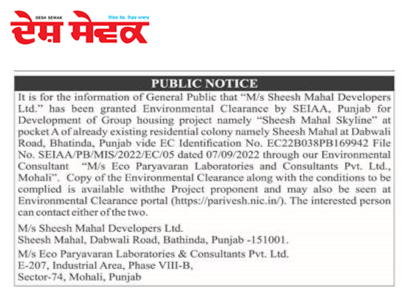 DESH SEWAK
ਦੇਸ਼ ਸੇਵਕ
PUBLIC NOTICE
It is for the information of General Public that “M/s Sheesh Mahal Developers
Ltd.” has been granted Environmental Clearance by SEIAA, Punjab for
Development of Group housing project namely “Sheesh Mahal Skyline” at
pocket A of already existing residential colony namely Sheesh Mahal at Dabwali
Road, Bhatinda, Punjab vide EC Identification No. EC22B038PB169942 File
No. SEIAA/PB/MIS/2022/EC/05 dated 07/09/2022 through our Environmental
Consultant “M/s Eco Paryavaran Laboratories and Consultants Pvt. Ltd.,
Mohali”. Copy of the Environmental Clearance along with the conditions to be
complied is available withthe Project proponent and may also be seen at
Environmental Clearance portal (https://parivesh.nic.in/). The interested person
can contact either of the two.
M/s Sheesh Mahal Developers Ltd.
Sheesh Mahal, Dabwali Road, Bathinda, Punjab -151001.
M/s Eco Paryavaran Laboratories & Consultants Pvt. Ltd.
E-207, Industrial Area, Phase VIII-B,
Sector-74, Mohali, Punjab